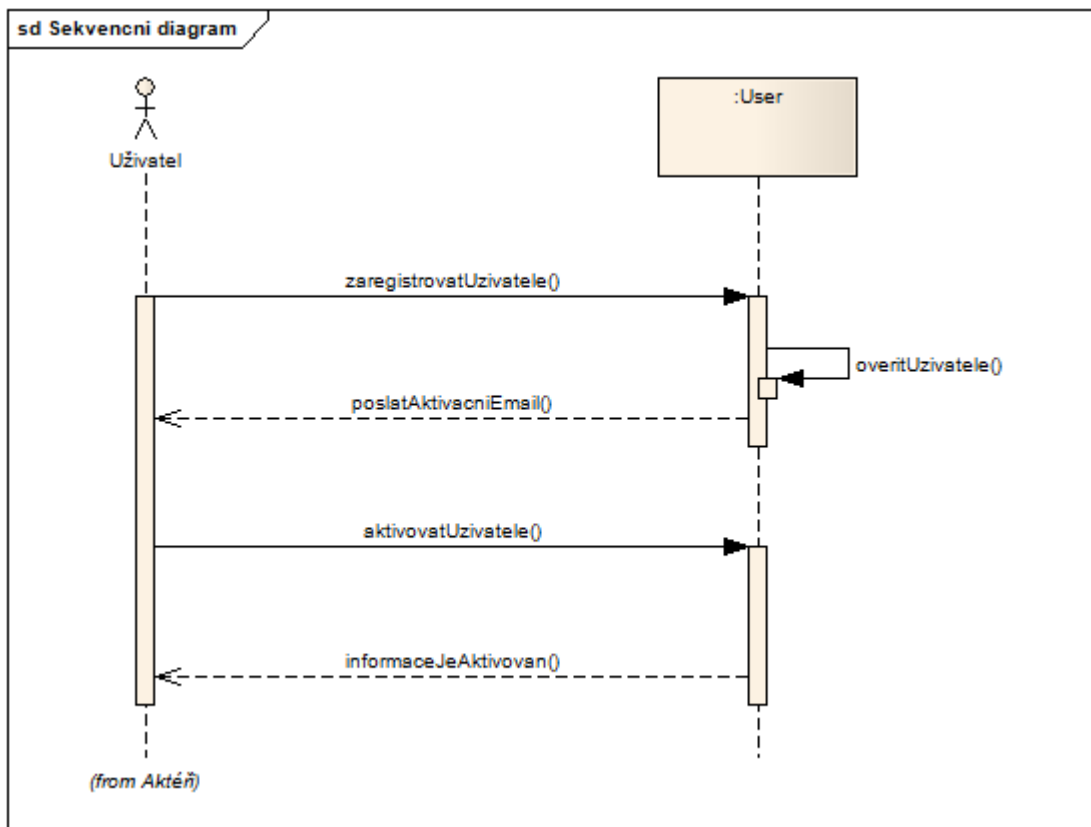 sd Sekvencni diagram
:User
Uživatel
zaregistrovatUzivatele()
overitUzivatele()
poslatAktivacniEmail()
aktivovatUzivatele()
informaceJeAktivovan()
(from Aktéři)